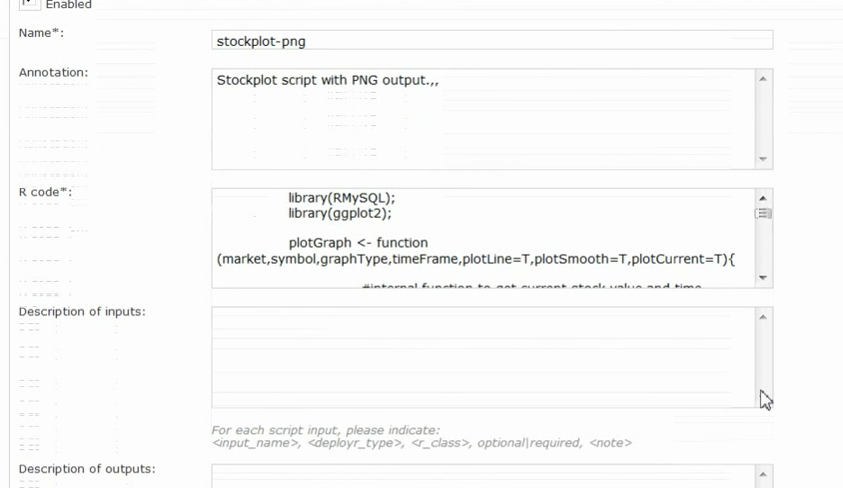 Enabled
Name*:
stockplot-png
Annotation:
Stockplot script with PNG output.,,
R code*:
library(RMySQL);
library(ggplot2);
plotGraph <- function
(market,symbol,graphType,timeFrame,plotLine=T,plotSmooth=T,plotCurrent=T){
#internal function to get current stock value and time
Description of inputs:
For each script input, please indicate:
<input_name>, <deployr_type>, <r_class>, optional|required, <note>
Description of outputs: